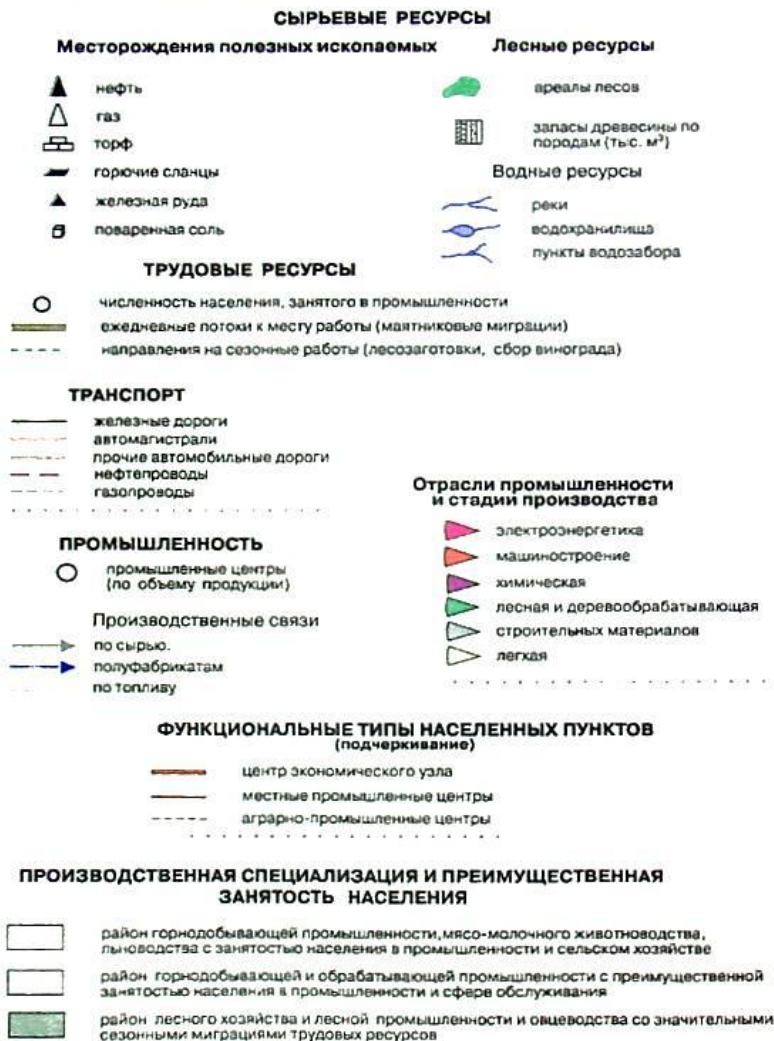 СЫРЬЕВЫЕ РЕСУРСЫ
Месторождения полезных ископаемых
нефть
газ
торф
горючие сланцы
железная руда
поваренная соль
Лесные ресурсы
ареалы лесов
запасы древесины по
породам (тыс. м³)
Водные ресурсы
реки
водохранилища
пункты водозабора
ТРУДОВЫЕ РЕСУРСЫ
численность населения, занятого в промышленности
ежедневные потоки к месту работы (маятниковые миграции)
направления на сезонные работы (лесозаготовки, сбор винограда)
ТРАНСПОРТ
железные дороги
автомагистрали
прочие автомобильные дороги
нефтепроводы
газопроводы
ПРОМЫШЛЕННОСТЬ
промышленные центры
(по объему продукции)
Производственные связи
по сырью.
полуфабрикатам
по топливу
Отрасли промышленности
и стадии производства
электроэнергетика
машиностроение
химическая
лесная и деревообрабатывающая
строительных материалов
легкая
ФУНКЦИОНАЛЬНЫЕ ТИПЫ НАСЕЛЕННЫХ ПУНКТОВ
(подчеркивание)
центр экономического узла
местные промышленные центры
аграрно-промышленные центры
ПРОИЗВОДСТВЕННАЯ СПЕЦИАЛИЗАЦИЯ И ПРЕИМУЩЕСТВЕННАЯ
ЗАНЯТОСТЬ НАСЕЛЕНИЯ
район горнодобывающей промышленности, мясо-молочного животноводства,
льноводства с занятостью населения в промышленности и сельском хозяйстве
район горнодобывающей и обрабатывающей промышленности с преимущественной
занятостью населения в промышленности и сфере обслуживания
район лесного хозяйства и лесной промышленности и овцеводства со значительными
сезонными миграциями трудовых ресурсов